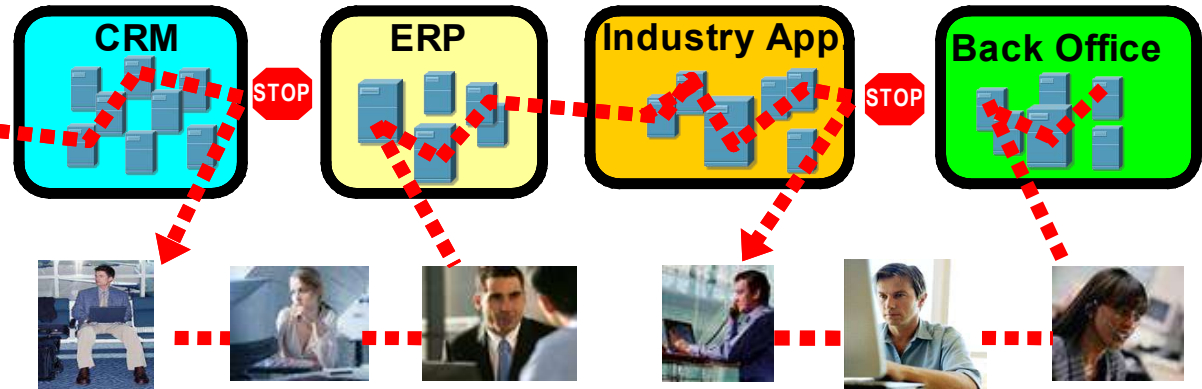 CRM
STOP
ERP
Industry App.
STOP
Back Office